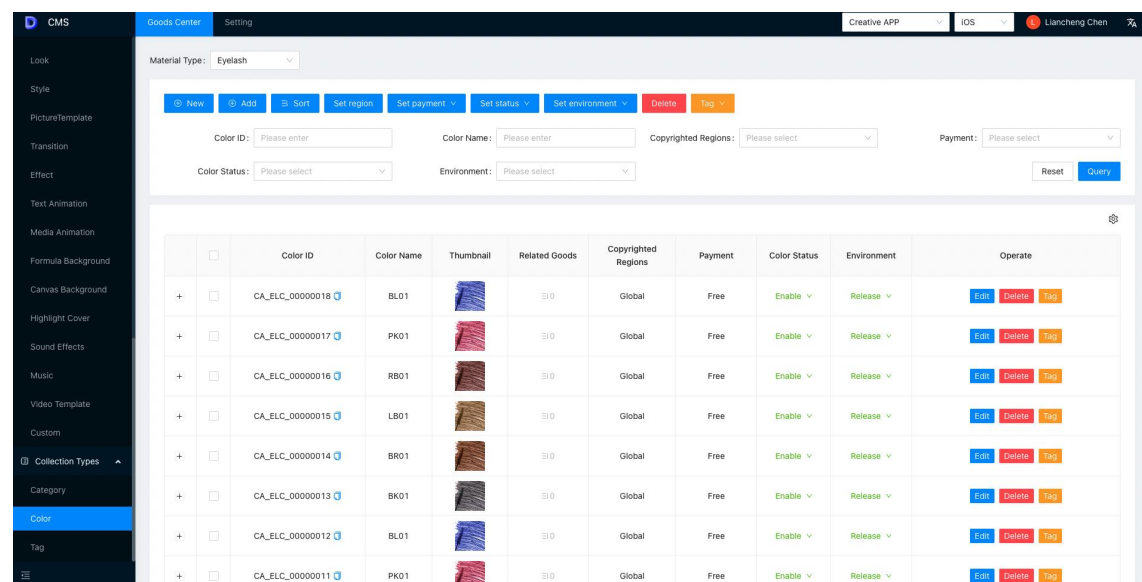 CMS
Goods Center Setting Creative APP iOS L Liancheng Chen
Look
Style
PictureTemplate
Transition
Effect
Text Animation
Media Animation
Formula Background
Canvas Background
Highlight Cover
Sound Effects
Music
Video Template
Custom
Collection Types
Category
Color
Tag
Material Type: Eyelash
New Add Sort Set region Set payment Set status Set environment Delete Tag
Color ID: Please enter Color Name: Please enter Copyrighted Regions: Please select Payment: Please select
Color Status: Please select Environment: Please select Reset Query
Color ID Color Name Thumbnail Related Goods Copyrighted Regions Payment Color Status Environment Operate
+ CA_ELC_00000018 BL01 0 Global Free Enable Release Edit Delete Tag
+ CA_ELC_00000017 PK01 0 Global Free Enable Release Edit Delete Tag
+ CA_ELC_00000016 RB01 0 Global Free Enable Release Edit Delete Tag
+ CA_ELC_00000015 LB01 0 Global Free Enable Release Edit Delete Tag
+ CA_ELC_00000014 BR01 0 Global Free Enable Release Edit Delete Tag
+ CA_ELC_00000013 BK01 0 Global Free Enable Release Edit Delete Tag
+ CA_ELC_00000012 BL01 0 Global Free Enable Release Edit Delete Tag
+ CA_ELC_00000011 PK01 0 Global Free Enable Release Edit Delete Tag